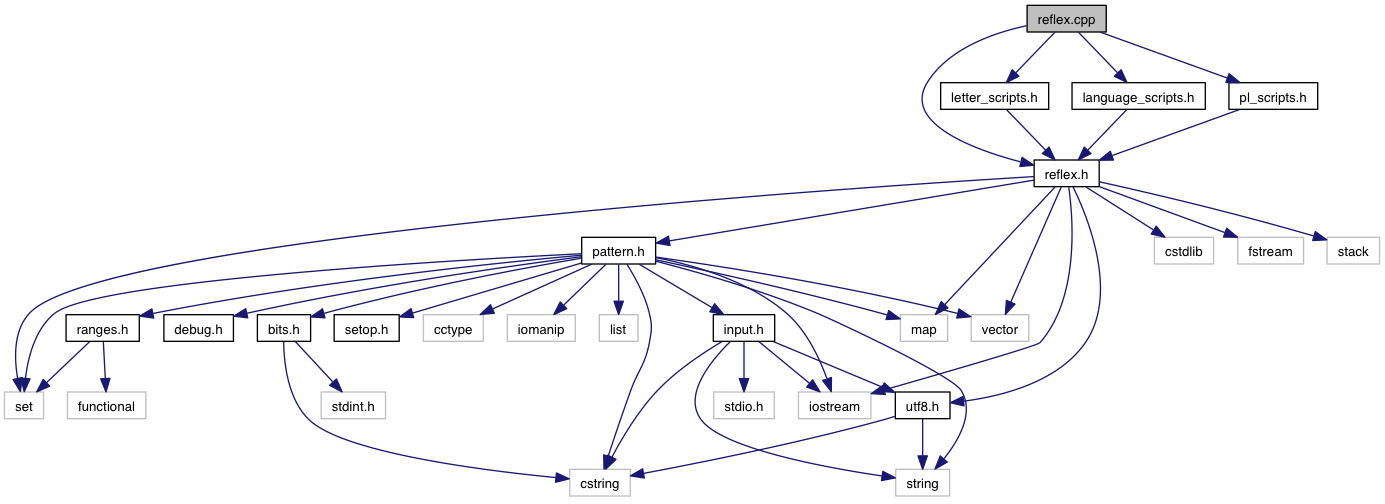 reflex.cpp
letter_scripts.h
language_scripts.h
pl_scripts.h
reflex.h
pattern.h
cstdlib
fstream
stack
ranges.h
debug.h
bits.h
setop.h
cctype
iomanip
list
input.h
map
vector
set
functional
stdint.h
stdio.h
iostream
utf8.h
cstring
string